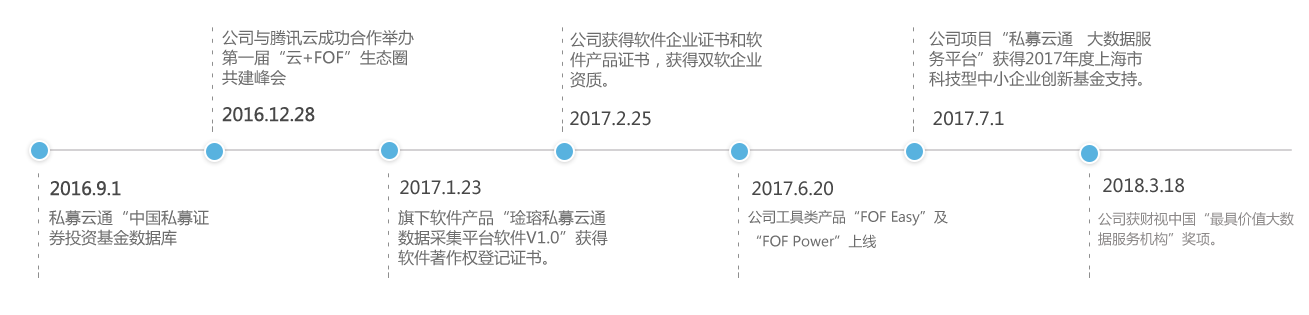 公司与腾讯云成功合作举办
第一届“云+FOF”生态圈
共建峰会
2016.12.28
公司获得软件企业证书和软
件产品证书，获得双软企业
资质。
2017.2.25
公司项目“私募云通 大数据服
务平台”获得2017年度上海市
科技型中小企业创新基金支持。
2017.7.1
2016.9.1
私募云通“中国私募证
券投资基金数据库
2017.1.23
旗下软件产品“琻瑢私募云通
数据采集平台软件V1.0”获得
软件著作权登记证书。
2017.6.20
公司工具类产品“FOF Easy”及
“FOF Power”上线
2018.3.18
公司获财视中国“最具价值大数
据服务机构”奖项。